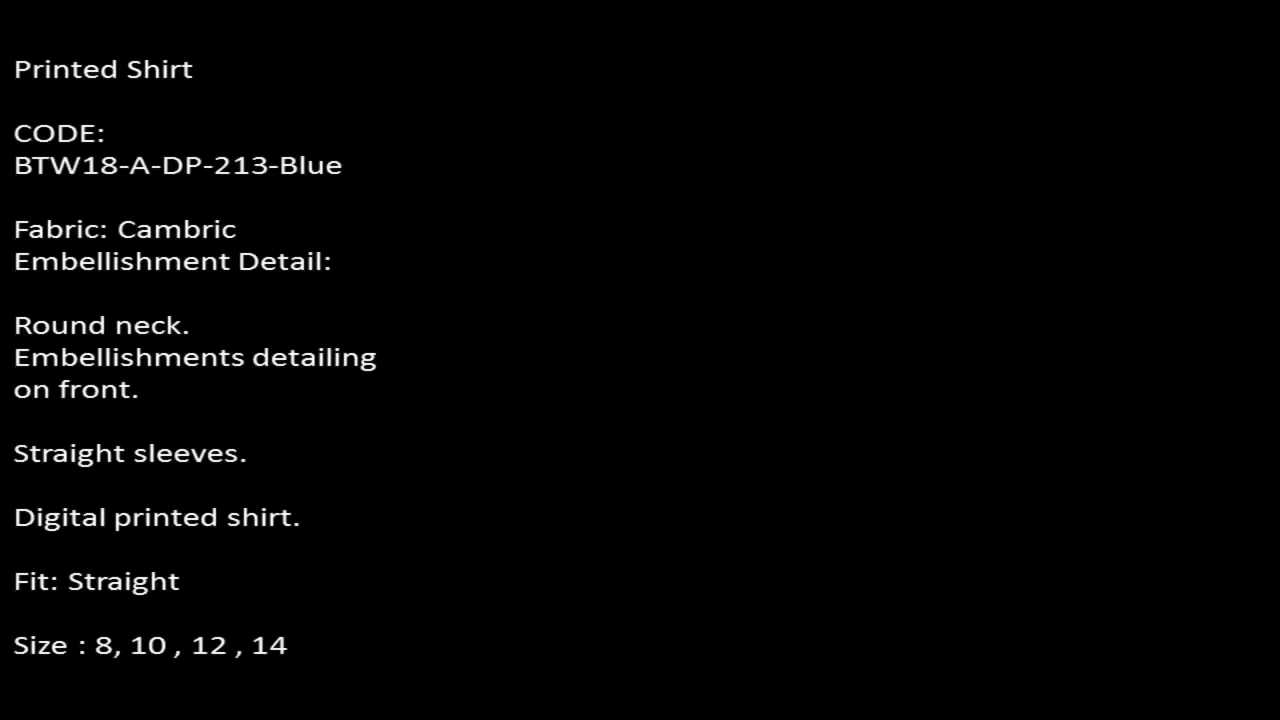 Printed Shirt
CODE:
BTW18-A-DP-213-Blue
Fabric: Cambric
Embellishment Detail:
Round neck.
Embellishments detailing
on front.
Straight sleeves.
Digital printed shirt.
Fit: Straight
Size : 8, 10 , 12 , 14